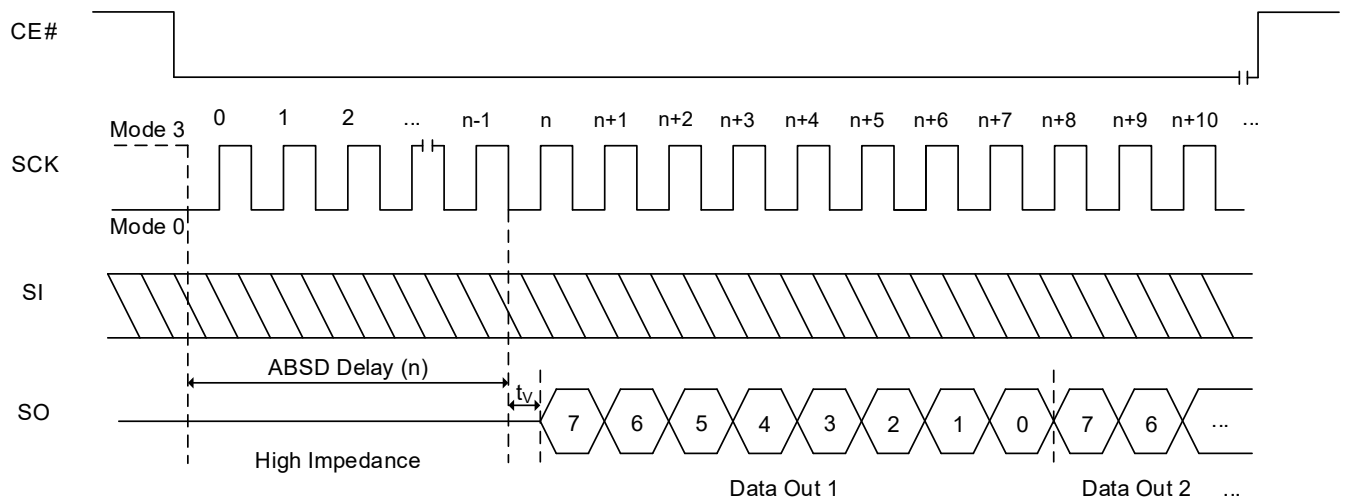 CE#
0 1 2 ... n-1 n n+1 n+2 n+3 n+4 n+5 n+6 n+7 n+8 n+9 n+10 ...
Mode 3
SCK
Mode 0
SI
ABSD Delay (n)
tV
SO
7 6 5 4 3 2 1 0 7 6 ...
High Impedance
Data Out 1 Data Out 2 ...